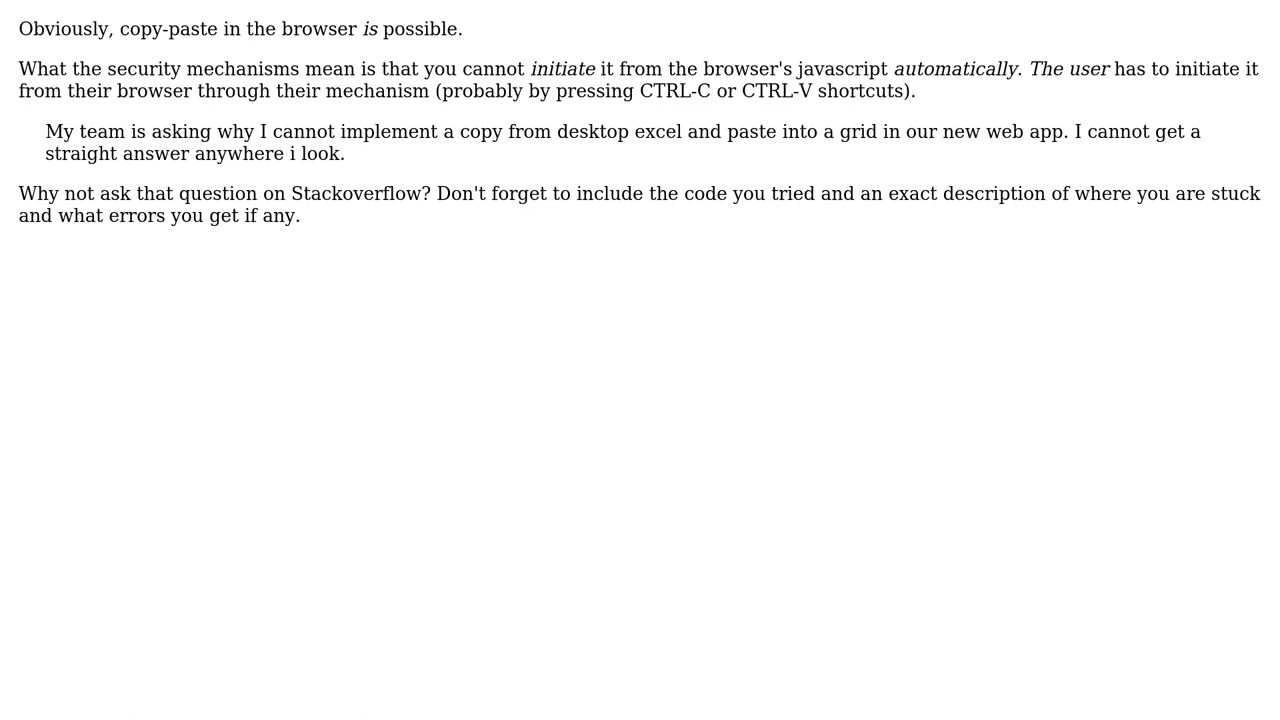 Obviously, copy-paste in the browser is possible.
What the security mechanisms mean is that you cannot initiate it from the browser's javascript automatically. The user has to initiate it
from their browser through their mechanism (probably by pressing CTRL-C or CTRL-V shortcuts).
My team is asking why I cannot implement a copy from desktop excel and paste into a grid in our new web app. I cannot get a
straight answer anywhere i look.
Why not ask that question on Stackoverflow? Don't forget to include the code you tried and an exact description of where you are stuck
and what errors you get if any.